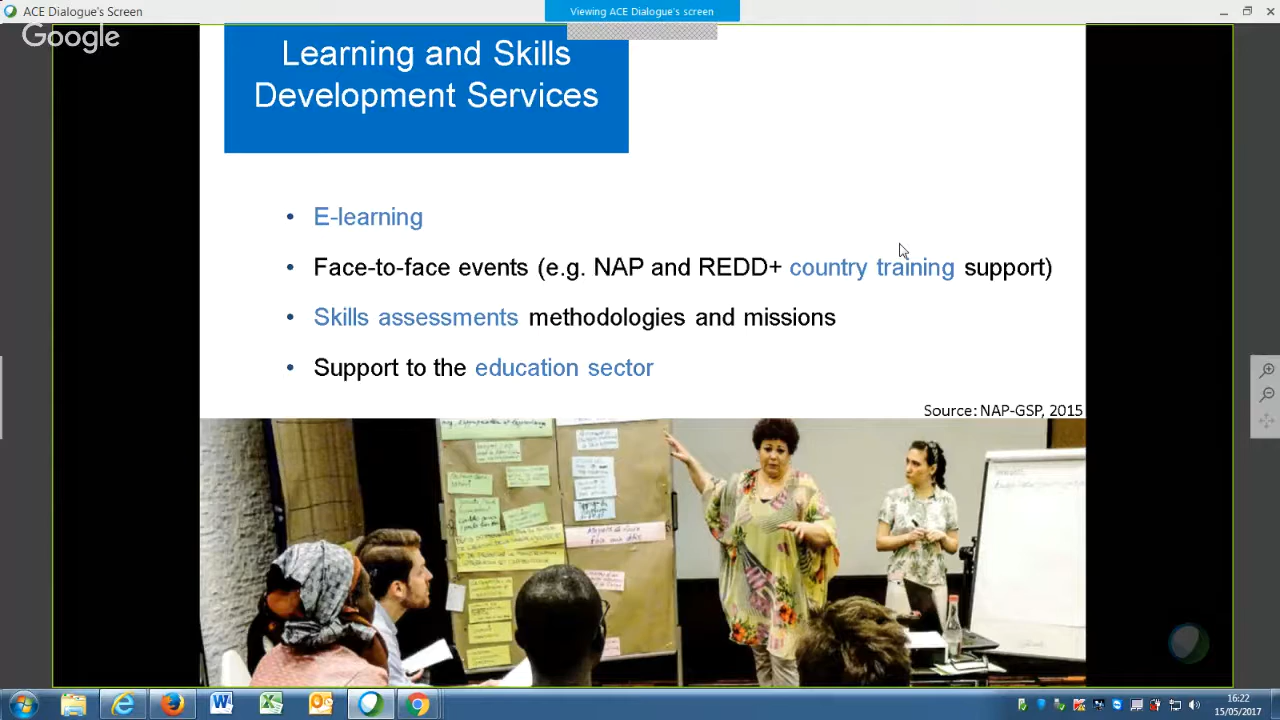 ACE Dialogue's Screen
Viewing ACE Dialogue's screen
Google
Learning and Skills
Development Services
• E-learning
• Face-to-face events (e.g. NAP and REDD+ country training support)
• Skills assessments methodologies and missions
• Support to the education sector
Source: NAP-GSP, 2015
16:22
15/05/2017